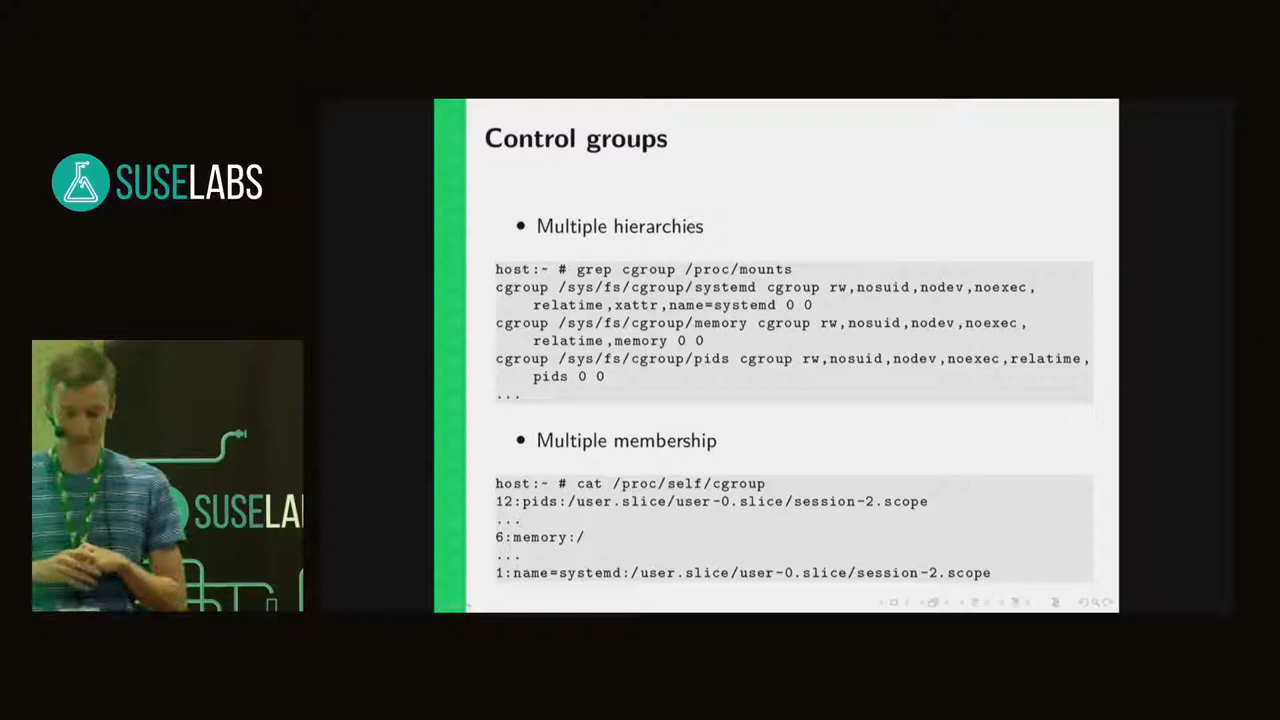 SUSELABS
Control groups
• Multiple hierarchies
host:~ # grep cgroup /proc/mounts
cgroup /sys/fs/cgroup/systemd cgroup rw,nosuid,nodev,noexec,
relatime,xattr,name=systemd 0 0
cgroup /sys/fs/cgroup/memory cgroup rw,nosuid,nodev,noexec,
relatime,memory 0 0
cgroup /sys/fs/cgroup/pids cgroup rw,nosuid,nodev,noexec,relatime,
pids 0 0
...
• Multiple membership
host:~ # cat /proc/self/cgroup
12:pids:/user.slice/user-0.slice/session-2.scope
...
6:memory:/
...
1:name=systemd:/user.slice/user-0.slice/session-2.scope
SUSELA